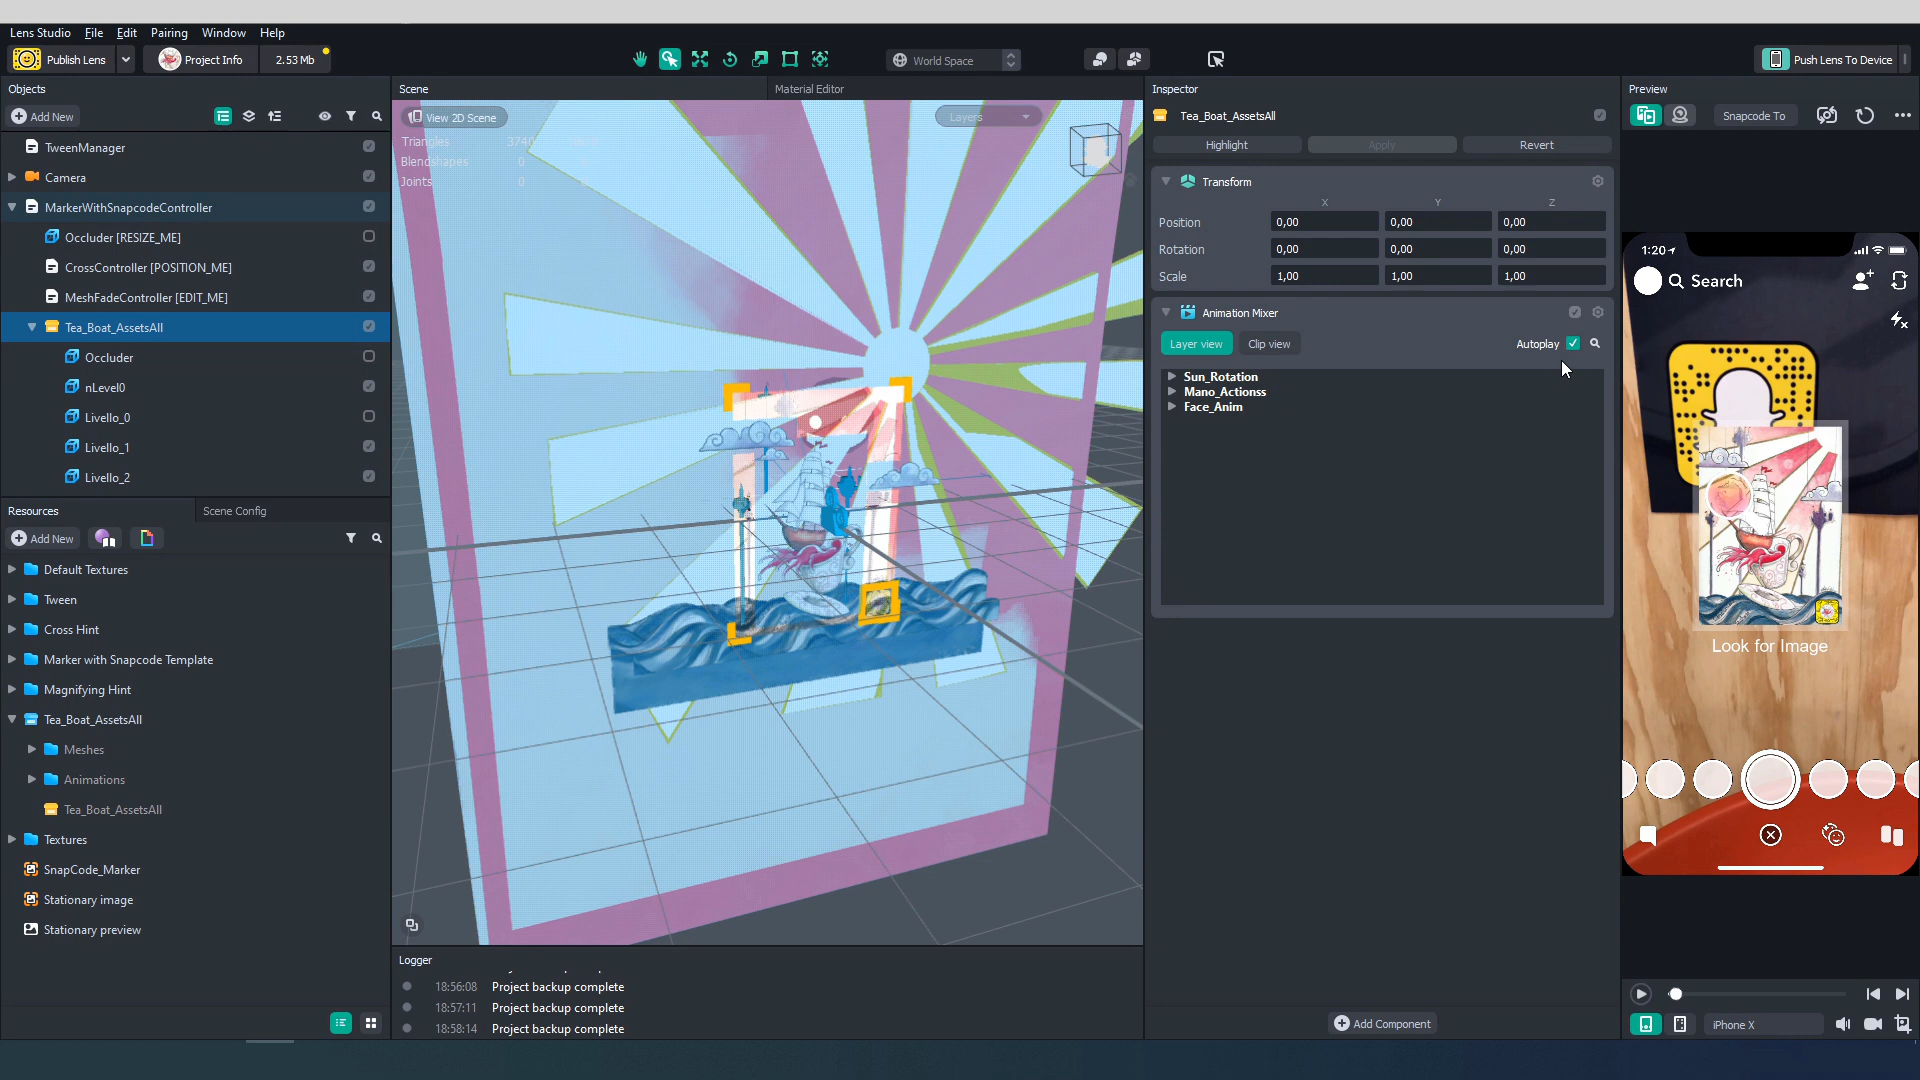 Lens Studio File Edit Pairing Window Help
Publish Lens Project Info 2.53 Mb World Space Push Lens To Device
Objects
Add New
TweenManager
Camera
MarkerWithSnapcodeController
Occluder [RESIZE_ME]
CrossController [POSITION_ME]
MeshFadeController [EDIT_ME]
Tea_Boat_AssetsAll
Occluder
nLevel0
Livello_0
Livello_1
Livello_2
Resources Scene Config
Add New
Default Textures
Tween
Cross Hint
Marker with Snapcode Template
Magnifying Hint
Tea_Boat_AssetsAll
Meshes
Animations
Tea_Boat_AssetsAll
Textures
SnapCode_Marker
Stationary image
Stationary preview
Scene Material Editor
View 2D Scene Layers
Triangles
Blendshapes 0
Joints 0
Logger
18:56:08 Project backup complete
18:57:11 Project backup complete
18:58:14 Project backup complete
Inspector
Tea_Boat_AssetsAll
Highlight Apply Revert
Transform
X Y Z
Position 0,00 0,00 0,00
Rotation 0,00 0,00 0,00
Scale 1,00 1,00 1,00
Animation Mixer
Layer view Clip view Autoplay
Sun_Rotation
Mano_Actionss
Face_Anim
Add Component
Preview
Snapcode To
1:20
Search
Look for Image
iPhone X